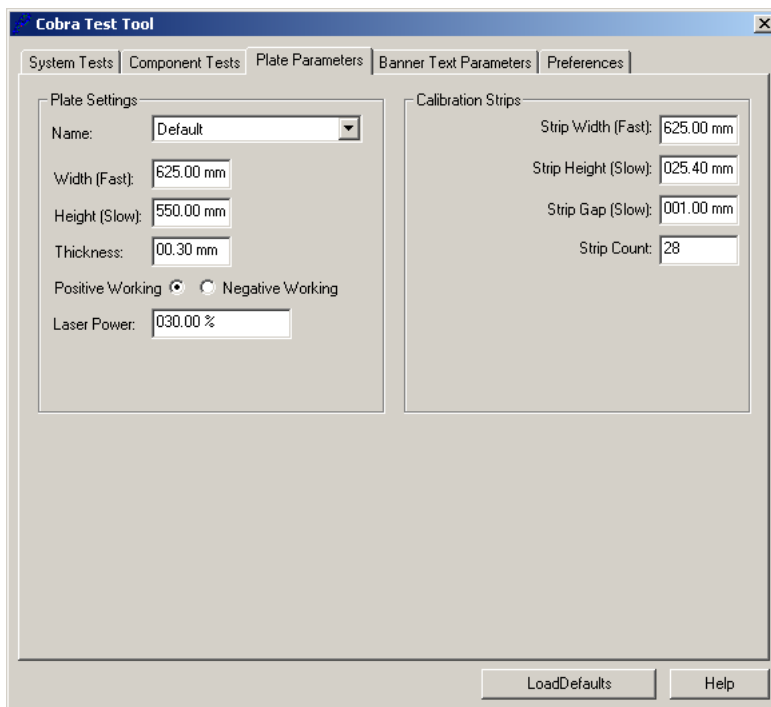 Cobra Test Tool
System Tests Component Tests Plate Parameters Banner Text Parameters Preferences
Plate Settings
Name: Default
Width (Fast): 625.00 mm
Height (Slow): 550.00 mm
Thickness: 00.30 mm
Positive Working Negative Working
Laser Power: 030.00 %
Calibration Strips
Strip Width (Fast): 625.00 mm
Strip Height (Slow): 025.40 mm
Strip Gap (Slow): 001.00 mm
Strip Count: 28
LoadDefaults Help